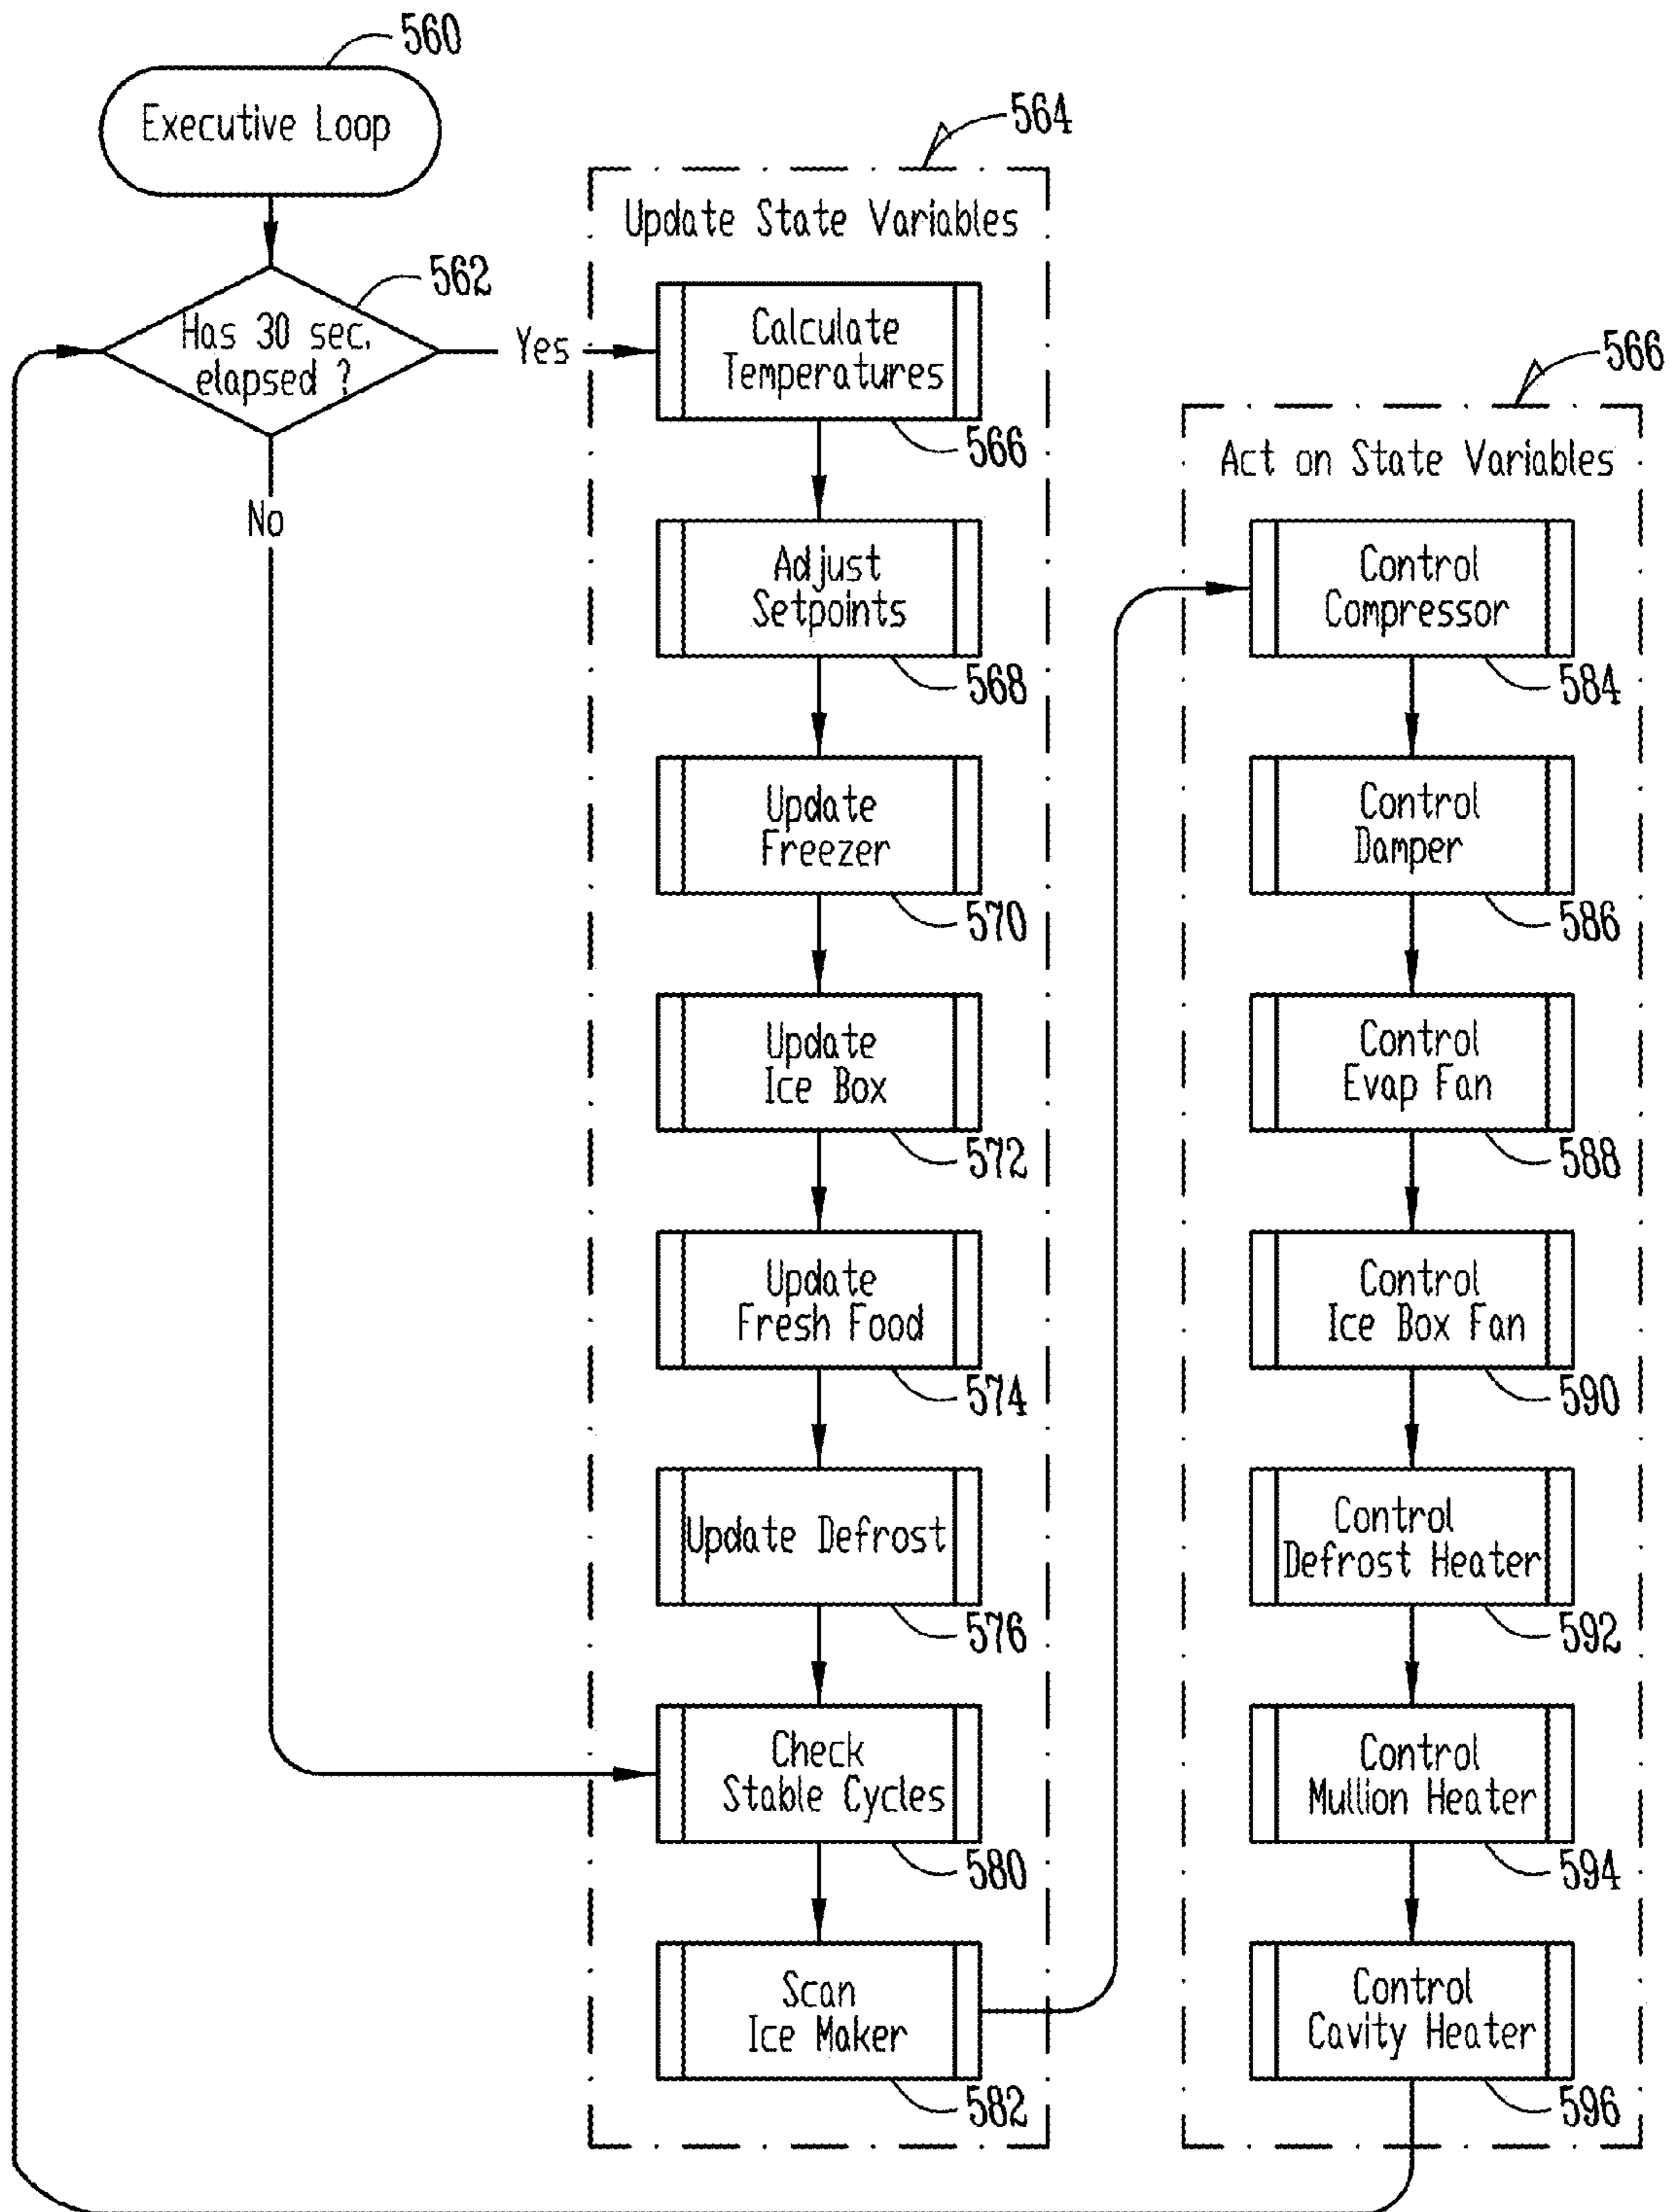 560
Executive Loop
562
Has 30 sec.
elapsed ?
Yes
No
564
Update State Variables
Calculate
Temperatures
566
Adjust
Setpoints
568
Update
Freezer
570
Update
Ice Box
572
Update
Fresh Food
574
Update Defrost
576
Check
Stable Cycles
580
Scan
Ice Maker
582
566
Act on State Variables
Control
Compressor
584
Control
Damper
586
Control
Evap Fan
588
Control
Ice Box Fan
590
Control
Defrost Heater
592
Control
Mullion Heater
594
Control
Cavity Heater
596